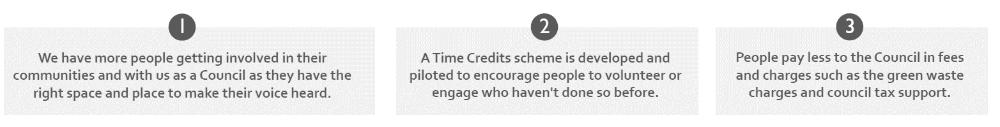 1
We have more people getting involved in their
communities and with us as a Council as they have the
right space and place to make their voice heard.
2
A Time Credits scheme is developed and
piloted to encourage people to volunteer or
engage who haven't done so before.
3
People pay less to the Council in fees
and charges such as the green waste
charges and council tax support.